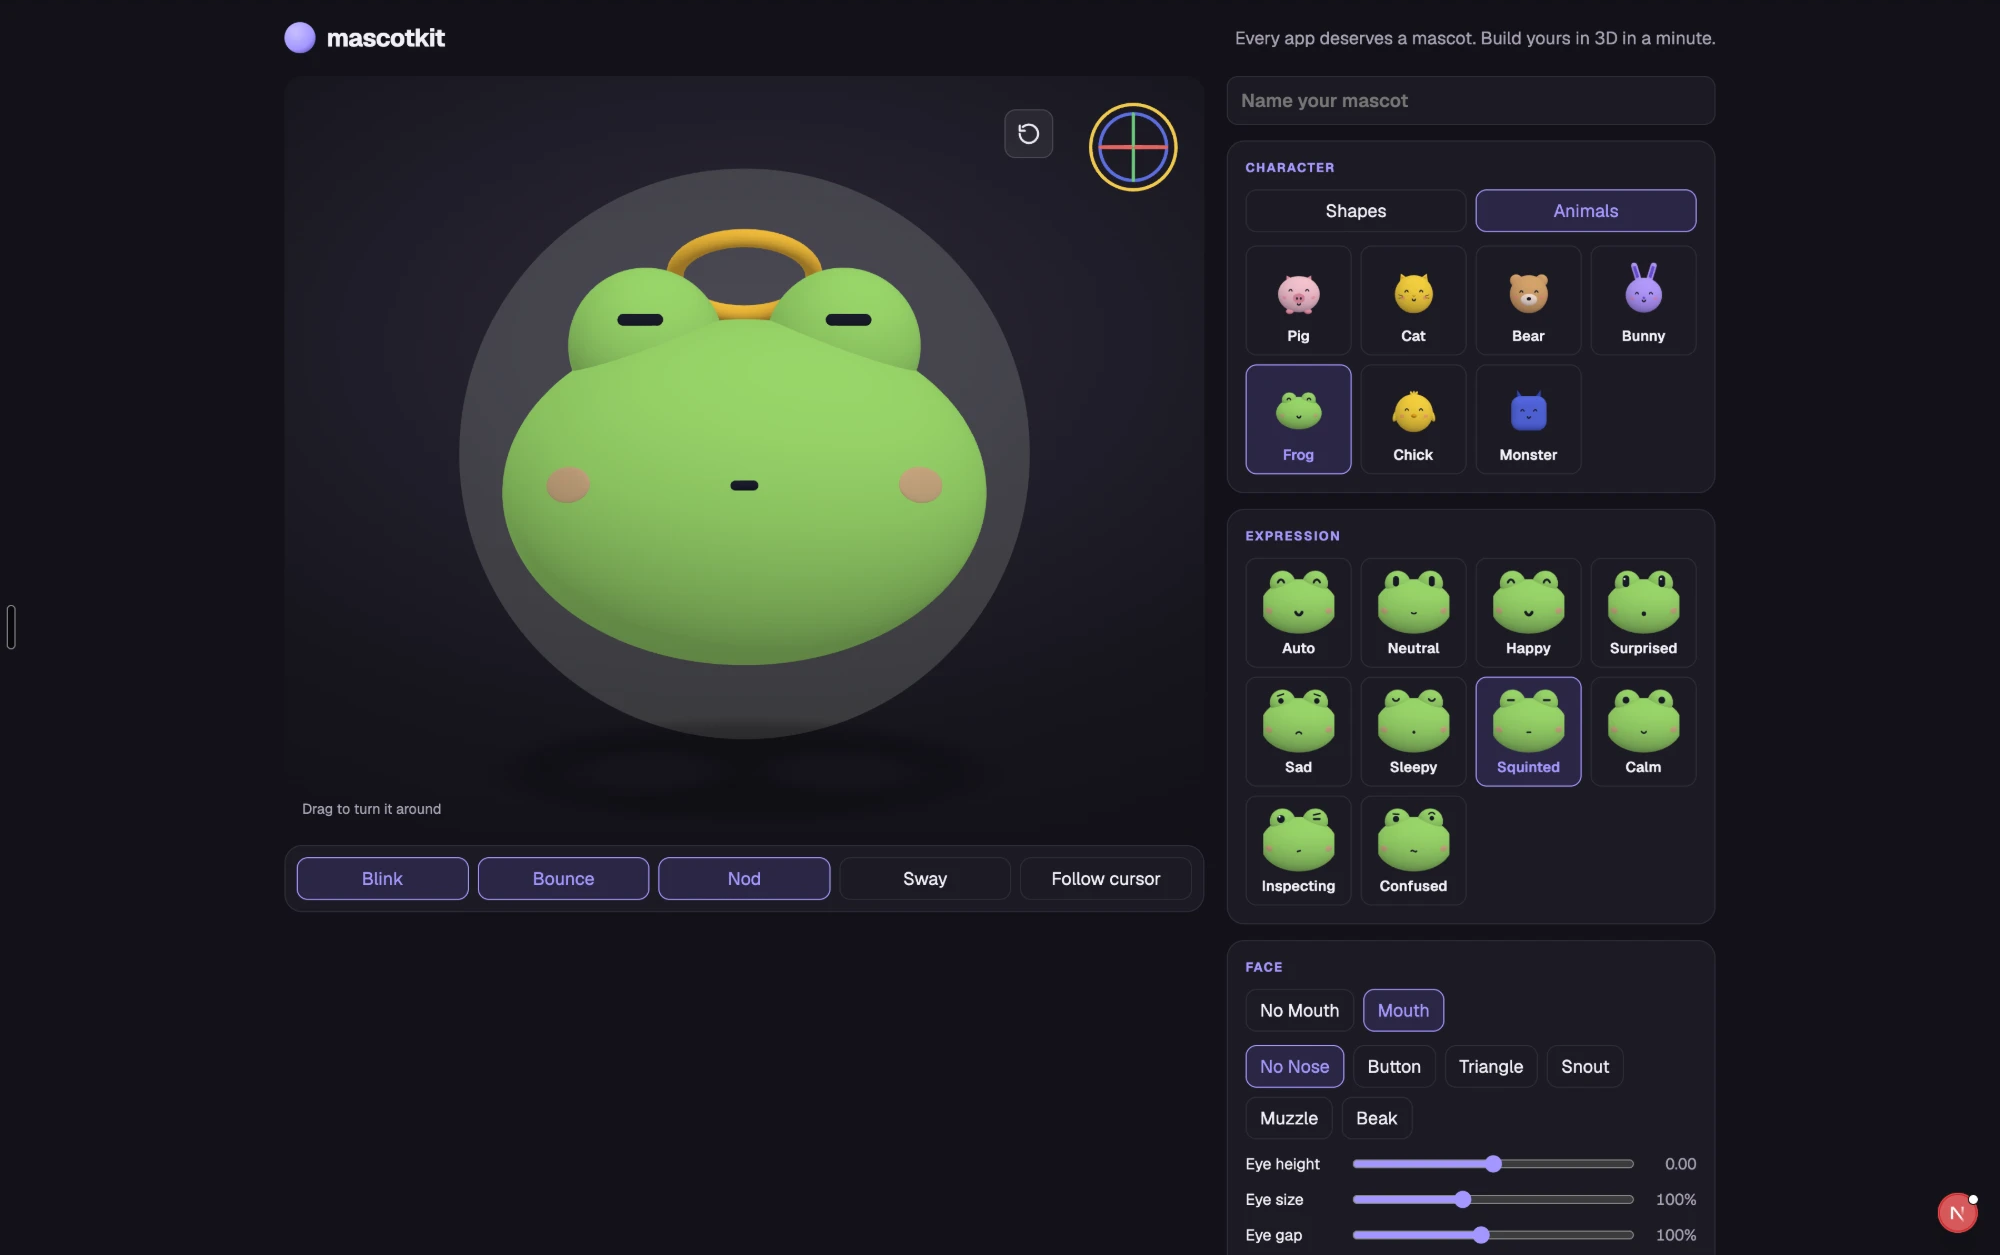 mascotkit
Every app deserves a mascot. Build yours in 3D in a minute.
Name your mascot
CHARACTER
Shapes
Animals
Pig
Cat
Bear
Bunny
Frog
Chick
Monster
EXPRESSION
Auto
Neutral
Happy
Surprised
Sad
Sleepy
Squinted
Calm
Inspecting
Confused
Drag to turn it around
Blink
Bounce
Nod
Sway
Follow cursor
FACE
No Mouth
Mouth
No Nose
Button
Triangle
Snout
Muzzle
Beak
Eye height
0.00
Eye size
100%
Eye gap
100%
N